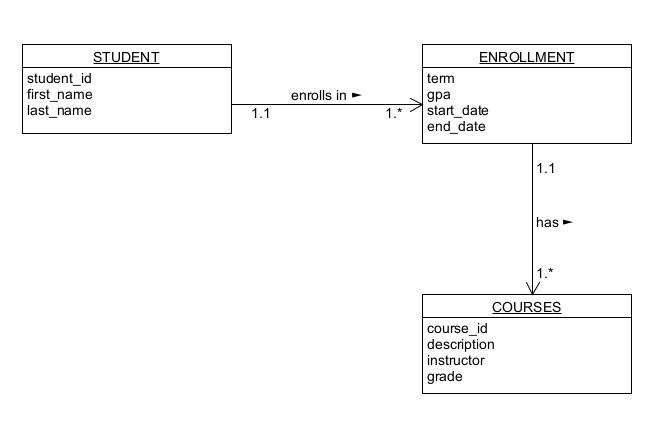 STUDENT
student_id
first_name
last_name
enrolls in ►
1.1
1.*
ENROLLMENT
term
gpa
start_date
end_date
1.1
has ►
1.*
COURSES
course_id
description
instructor
grade